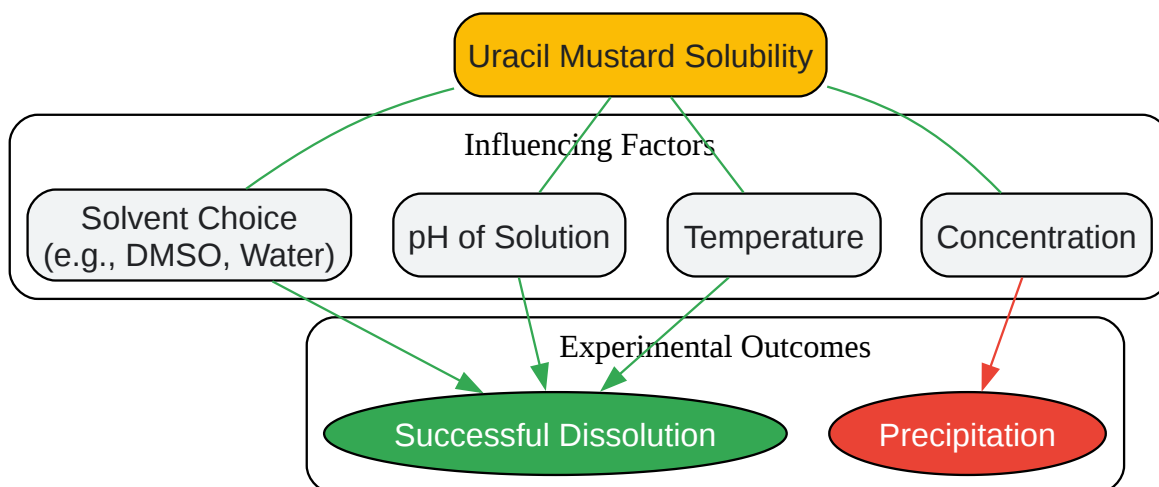 Uracil Mustard Solubility
Influencing Factors
Solvent Choice
(e.g., DMSO, Water)
pH of Solution
Temperature
Concentration
Experimental Outcomes
Successful Dissolution
Precipitation